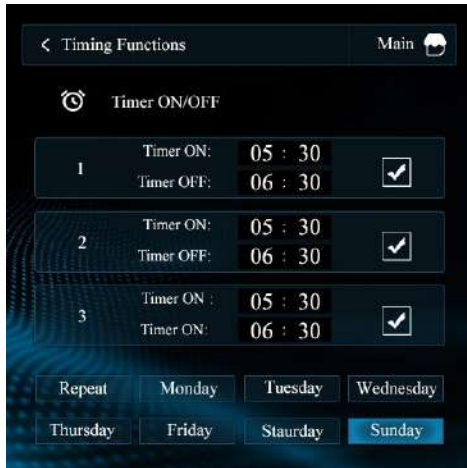 < Timing Functions Main
Timer ON/OFF
1 Timer ON: 05 : 30
Timer OFF: 06 : 30
2 Timer ON: 05 : 30
Timer OFF: 06 : 30
3 Timer ON : 05 : 30
Timer ON: 06 : 30
Repeat Monday Tuesday Wednesday
Thursday Friday Staurday Sunday